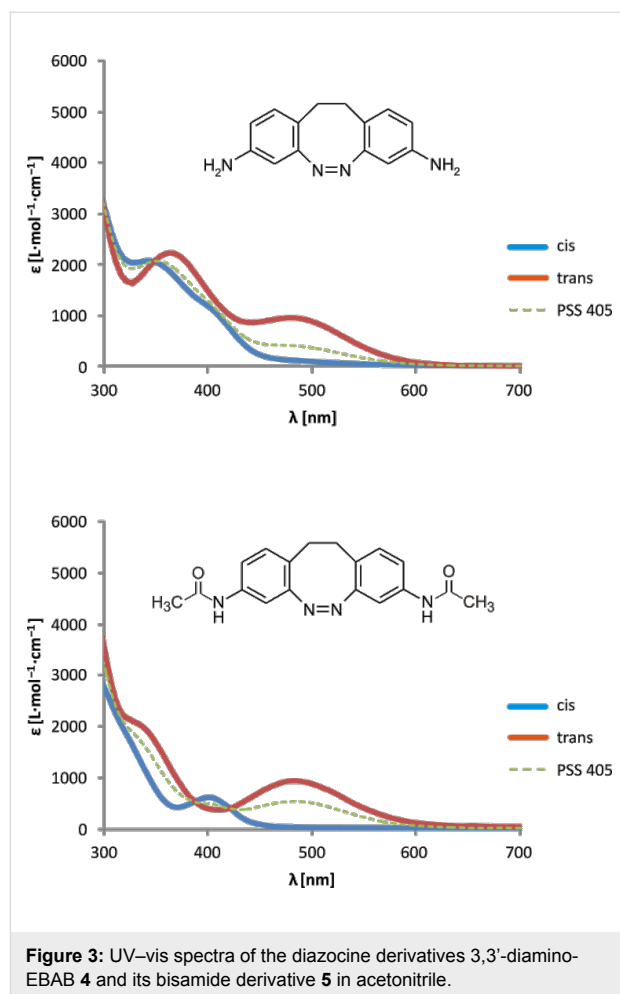 6000
5000
4000
3000
2000
1000
0
ε [L·mol⁻¹·cm⁻¹]
H₂N
N=N
NH₂
cis
trans
PSS 405
300 400 500 600 700
λ [nm]
6000
5000
4000
3000
2000
1000
0
ε [L·mol⁻¹·cm⁻¹]
O
H₃C
N
H
N=N
N
H
O
CH₃
cis
trans
PSS 405
300 400 500 600 700
λ [nm]
Figure 3: UV–vis spectra of the diazocine derivatives 3,3’-diamino-
EBAB 4 and its bisamide derivative 5 in acetonitrile.